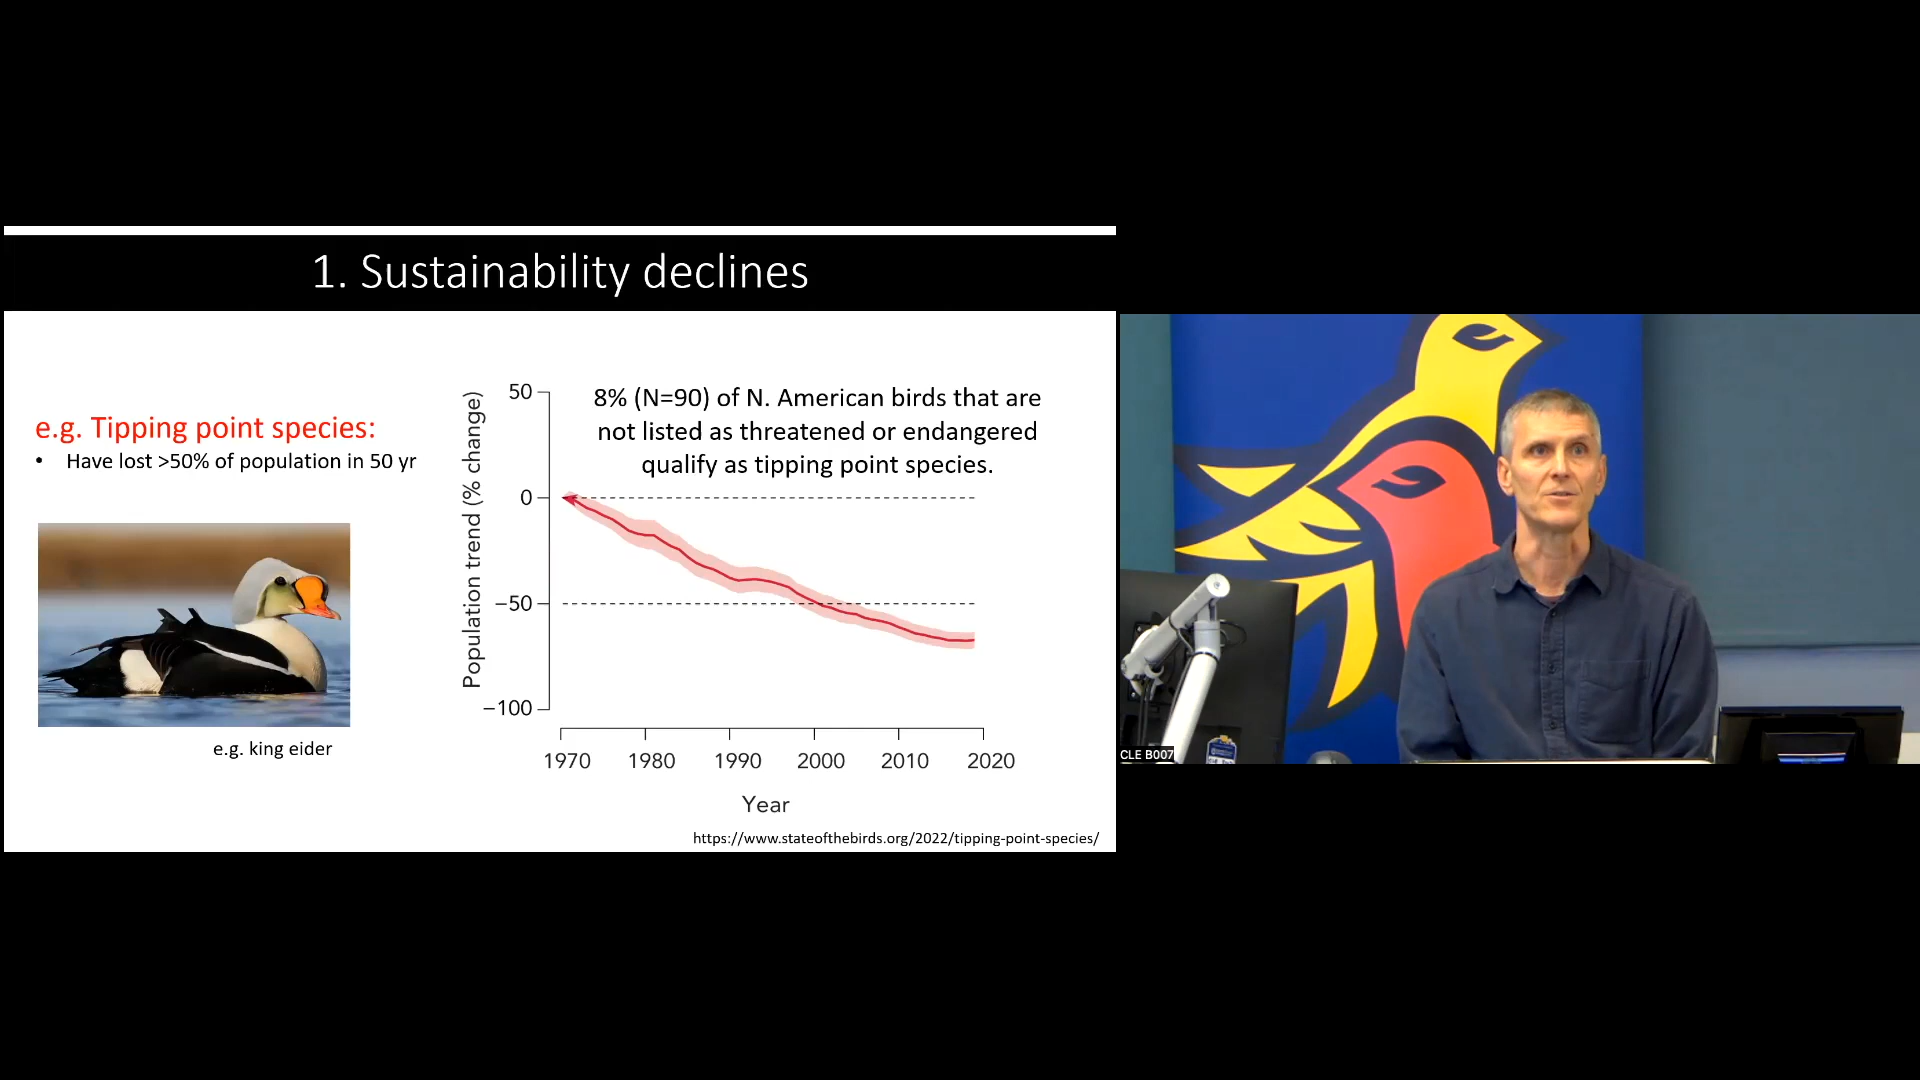 1. Sustainability declines
e.g. Tipping point species:
• Have lost >50% of population in 50 yr
e.g. king eider
8% (N=90) of N. American birds that are
not listed as threatened or endangered
qualify as tipping point species.
Population trend (% change)
50
0
−50
−100
1970 1980 1990 2000 2010 2020
Year
https://www.stateofthebirds.org/2022/tipping-point-species/
CLE B007